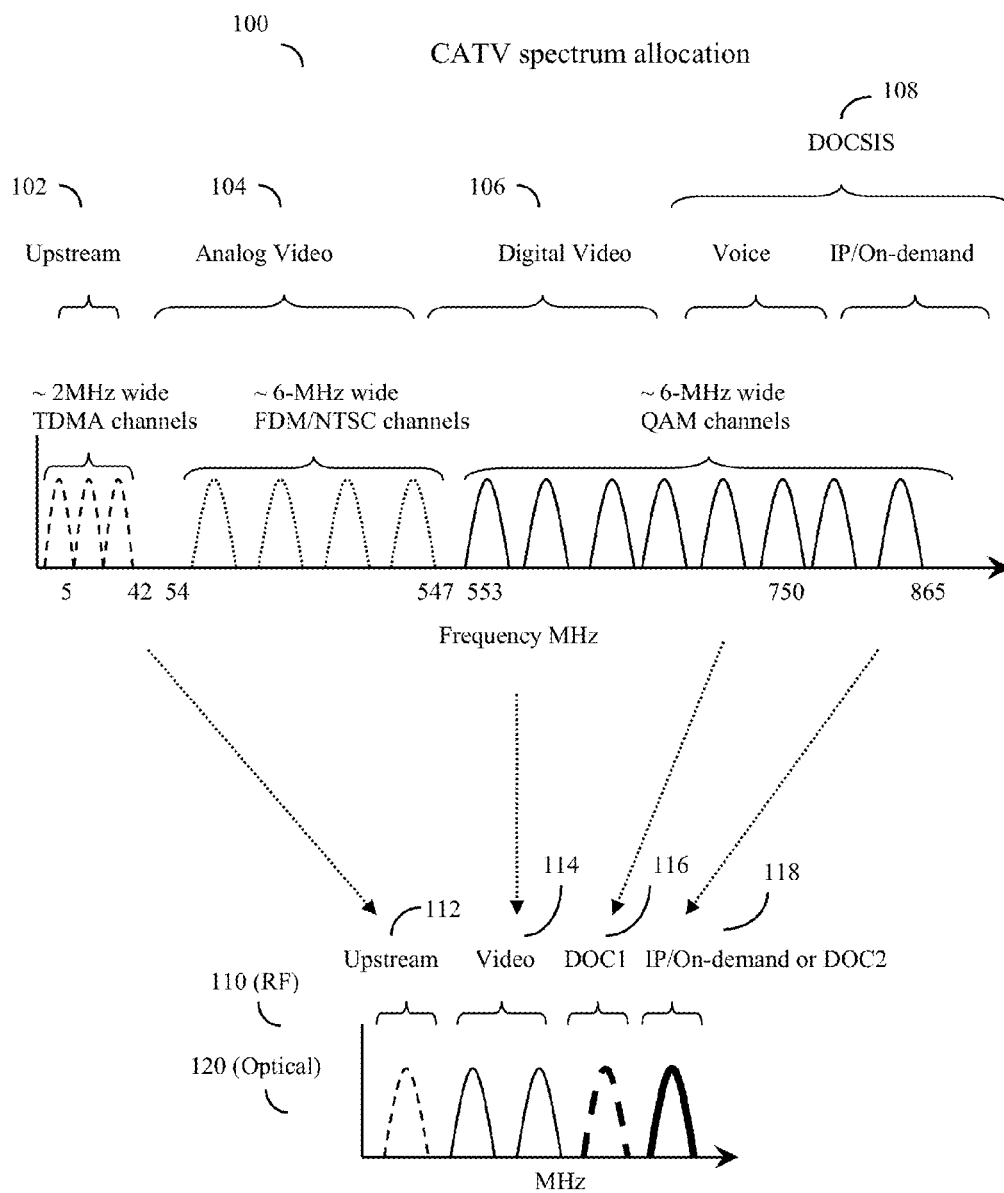 100
CATV spectrum allocation
108
DOCSIS
102
104
106
Upstream
Analog Video
Digital Video
Voice
IP/On-demand
~ 2MHz wide
TDMA channels
~ 6-MHz wide
FDM/NTSC channels
~ 6-MHz wide
QAM channels
5
42
54
547
553
750
865
Frequency MHz
114
116
118
112
Upstream
Video
DOC1
IP/On-demand or DOC2
110 (RF)
120 (Optical)
MHz